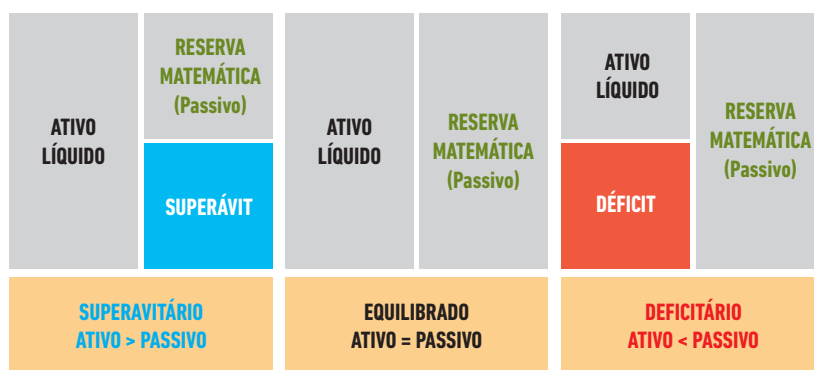 ATIVO
LÍQUIDO
RESERVA
MATEMÁTICA
(Passivo)
SUPERÁVIT
SUPERAVITÁRIO
ATIVO > PASSIVO
ATIVO
LÍQUIDO
RESERVA
MATEMÁTICA
(Passivo)
EQUILIBRADO
ATIVO = PASSIVO
ATIVO
LÍQUIDO
DÉFICIT
RESERVA
MATEMÁTICA
(Passivo)
DEFICITÁRIO
ATIVO < PASSIVO